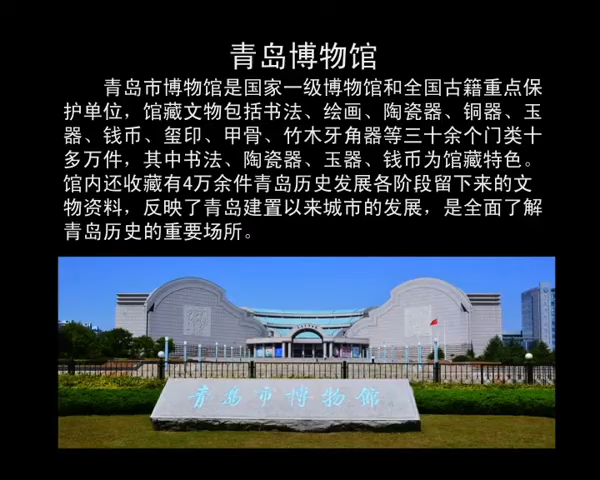 青岛博物馆
青岛市博物馆是国家一级博物馆和全国古籍重点保
护单位，馆藏文物包括书法、绘画、陶瓷器、铜器、玉
器、钱币、玺印、甲骨、竹木牙角器等三十余个门类十
多万件，其中书法、陶瓷器、玉器、钱币为馆藏特色。
馆内还收藏有4万余件青岛历史发展各阶段留下来的文
物资料，反映了青岛建置以来城市的发展，是全面了解
青岛历史的重要场所。
青岛市博物馆